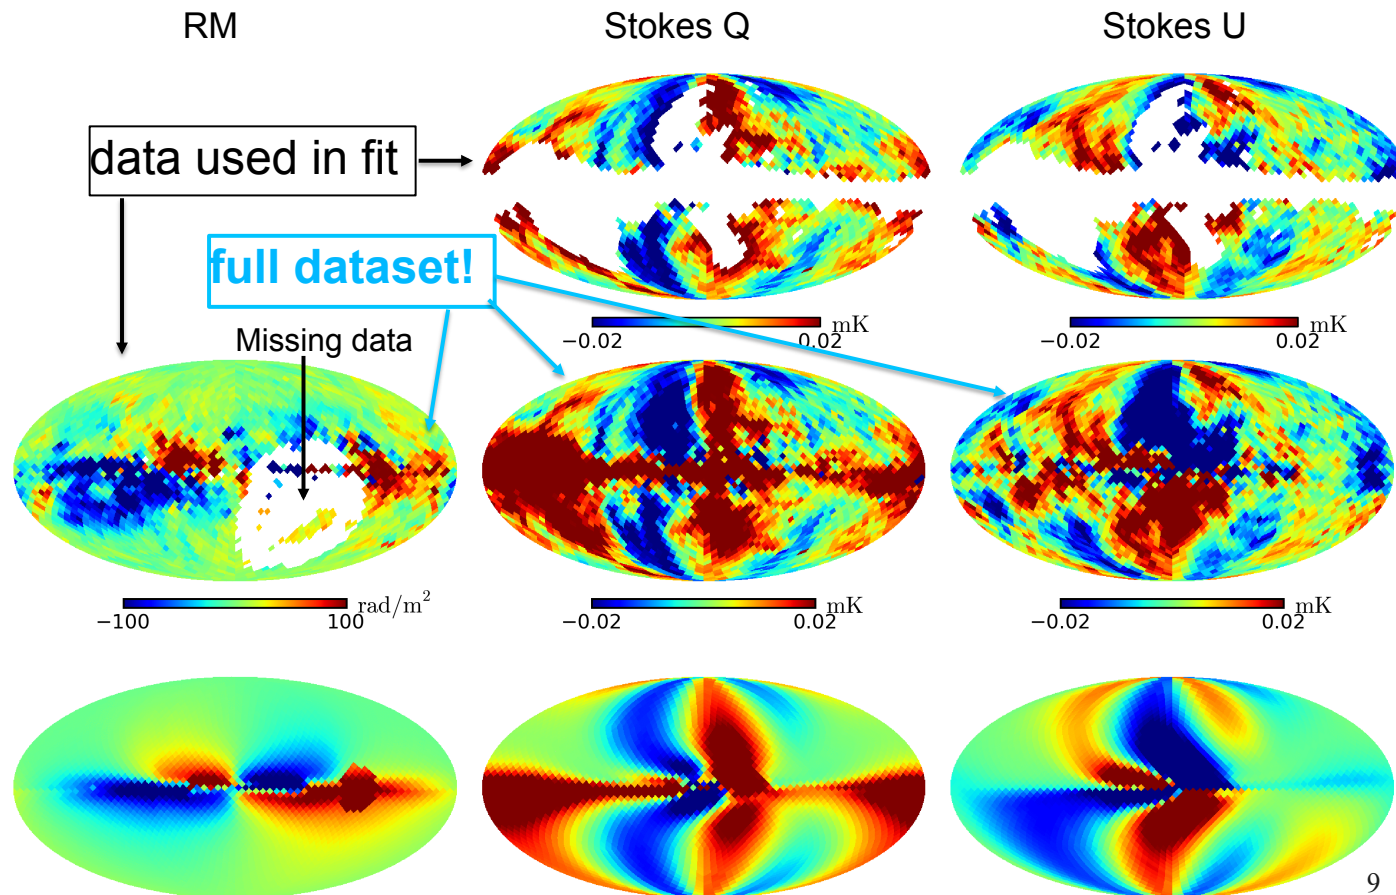 RM
Stokes Q
Stokes U
data used in fit
full dataset!
−0.02
0.02
mK
−0.02
0.02
mK
Missing data
−100
100
rad/m²
−0.02
0.02
mK
−0.02
0.02
mK
9